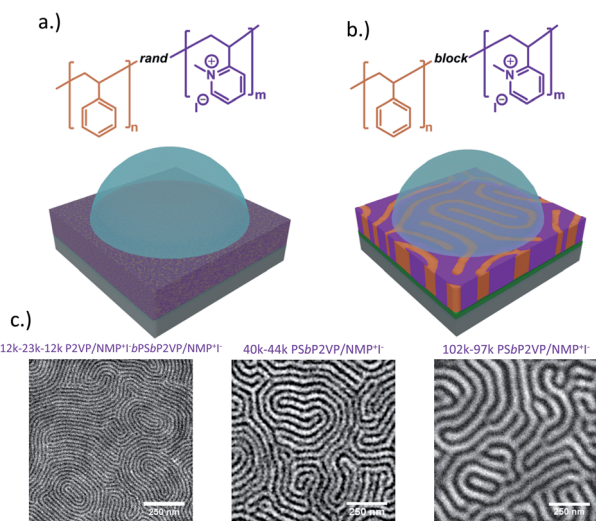 a.)
b.)
rand
N
+
I
−
n
m
block
N
+
I
−
n
m
c.)
12k-23k-12k P2VP/NMP⁺I⁻bPSbP2VP/NMP⁺I⁻
40k-44k PSbP2VP/NMP⁺I⁻
102k-97k PSbP2VP/NMP⁺I⁻
250 nm
250 nm
250 nm